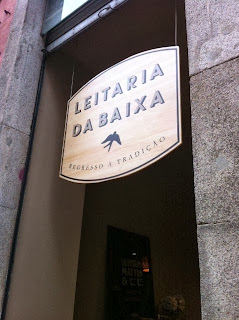 LEITARIA
DA BAIXA
REGRESSO À TRADIÇÃO